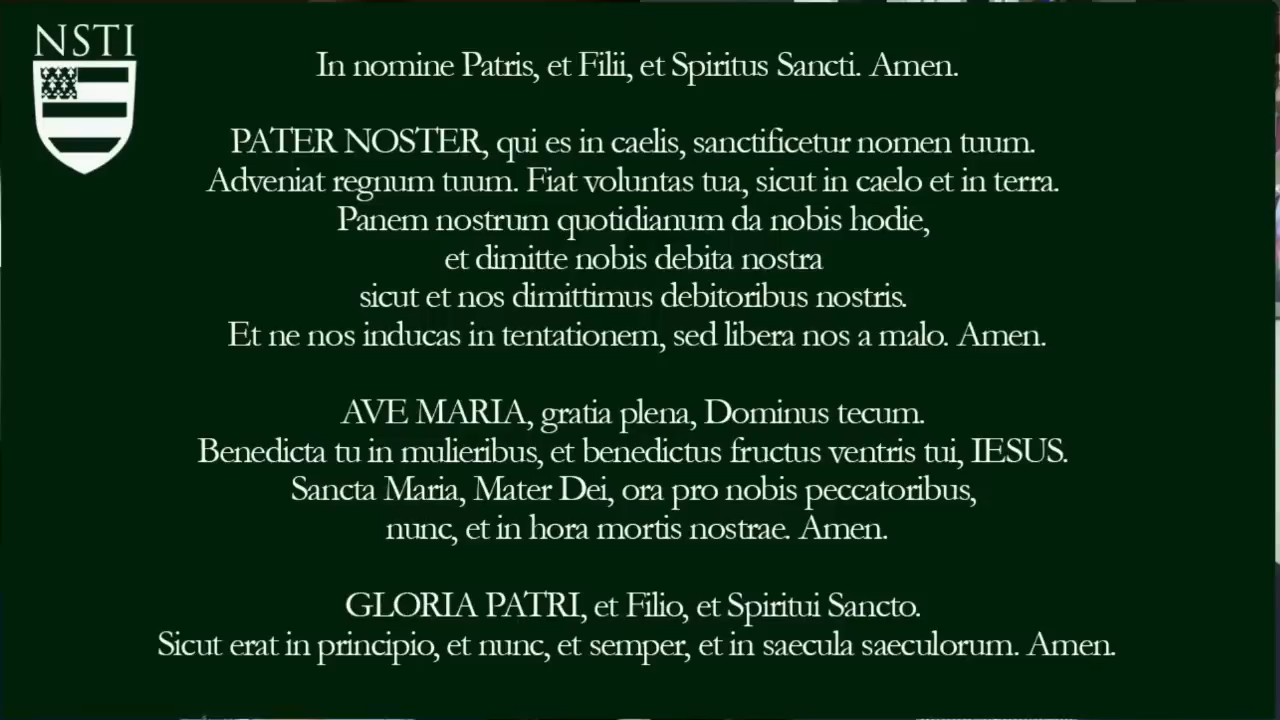 NSTI
In nomine Patris, et Filii, et Spiritus Sancti. Amen.
PATER NOSTER, qui es in caelis, sanctificetur nomen tuum.
Adveniat regnum tuum. Fiat voluntas tua, sicut in caelo et in terra.
Panem nostrum quotidianum da nobis hodie,
et dimitte nobis debita nostra
sicut et nos dimittimus debitoribus nostris.
Et ne nos inducas in tentationem, sed libera nos a malo. Amen.
AVE MARIA, gratia plena, Dominus tecum.
Benedicta tu in mulieribus, et benedictus fructus ventris tui, IESUS.
Sancta Maria, Mater Dei, ora pro nobis peccatoribus,
nunc, et in hora mortis nostrae. Amen.
GLORIA PATRI, et Filio, et Spiritui Sancto.
Sicut erat in principio, et nunc, et semper, et in saecula saeculorum. Amen.